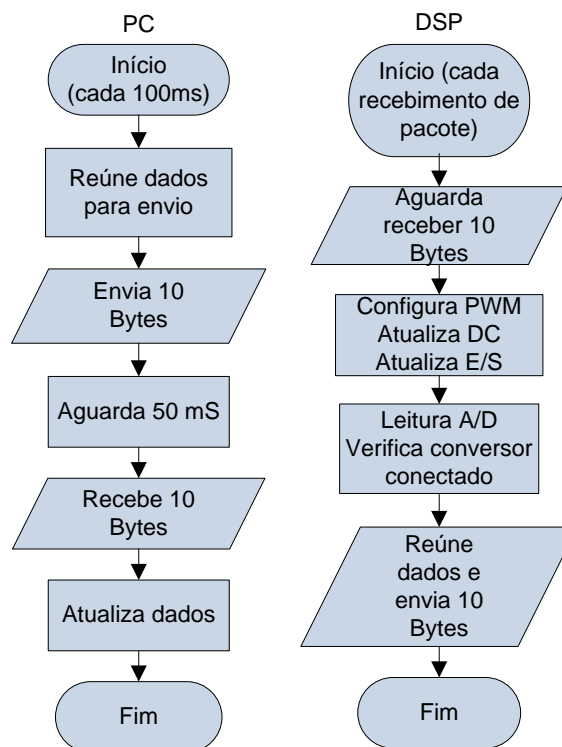 PC
Início
(cada 100ms)
Reúne dados
para envio
Envia 10
Bytes
Aguarda 50 mS
Recebe 10
Bytes
Atualiza dados
Fim
DSP
Início (cada
recebimento de
pacote)
Aguarda
receber 10
Bytes
Configura PWM
Atualiza DC
Atualiza E/S
Leitura A/D
Verifica conversor
conectado
Reúne
dados e
envia 10
Bytes
Fim